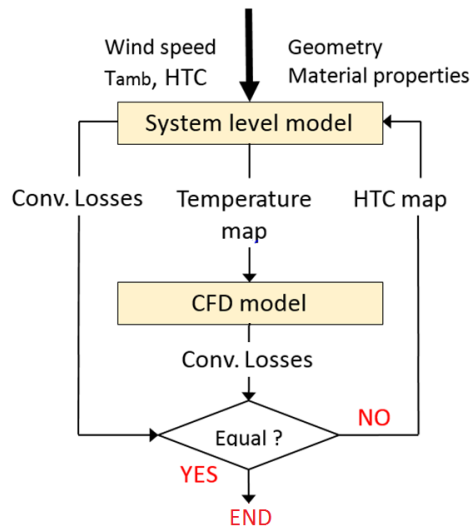 Wind speed
Tamb, HTC
Geometry
Material properties
System level model
Conv. Losses
Temperature
map
HTC map
CFD model
Conv. Losses
Equal ?
NO
YES
END